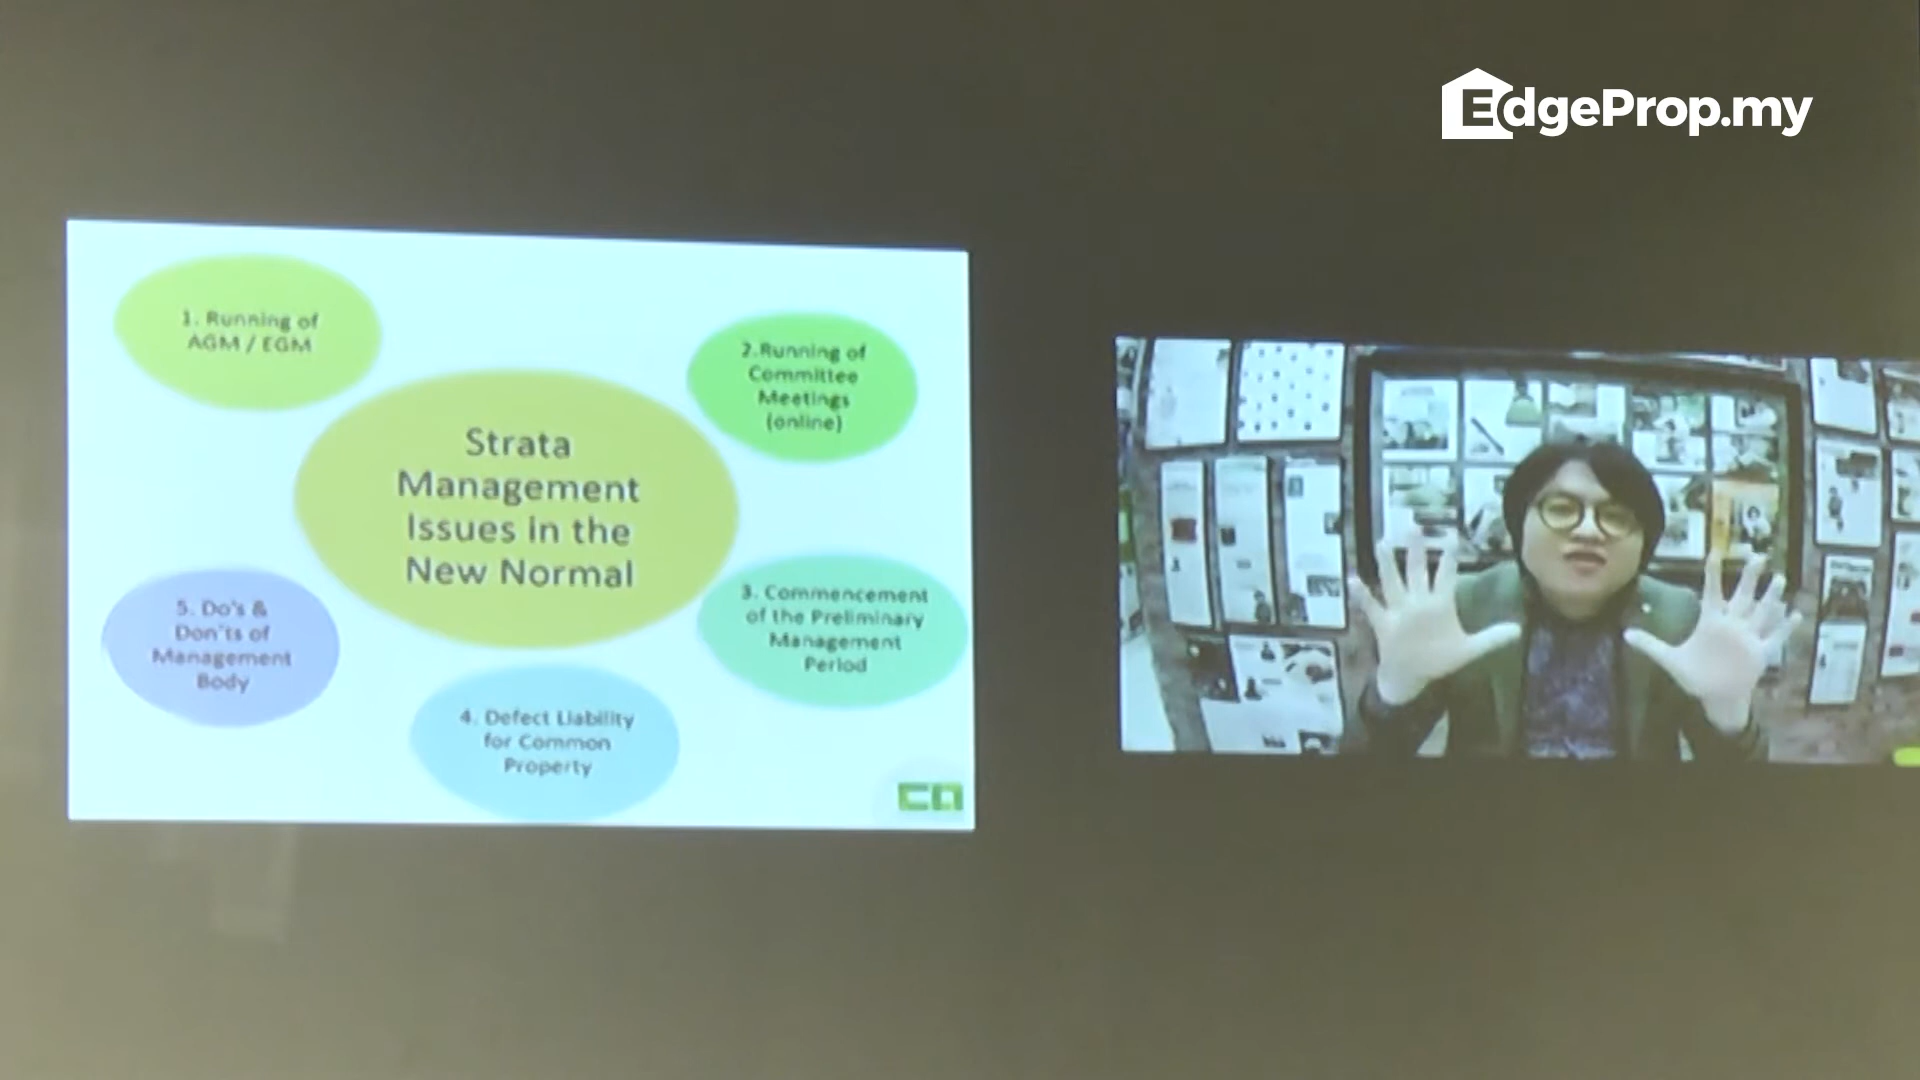 EdgeProp.my
1. Running of
AGM / EGM
2.Running of
Committee
Meetings
(online)
Strata
Management
Issues in the
New Normal
3. Commencement
of the Preliminary
Management
Period
4. Defect Liability
for Common
Property
5. Do's &
Don'ts of
Management
Body